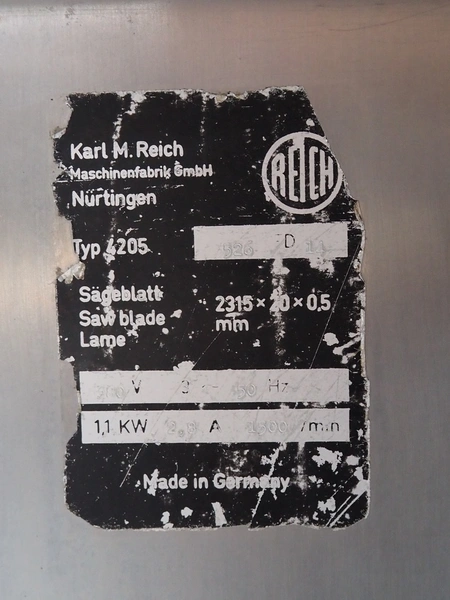 Karl M. Reich
Maschinenfabrik GmbH
REICH
Nürtingen
Typ 4205 D
Sägeblatt
Saw blade
Lame
2315 × 20 × 0,5
mm
V Hz
1,1 KW A /min
Made in Germany